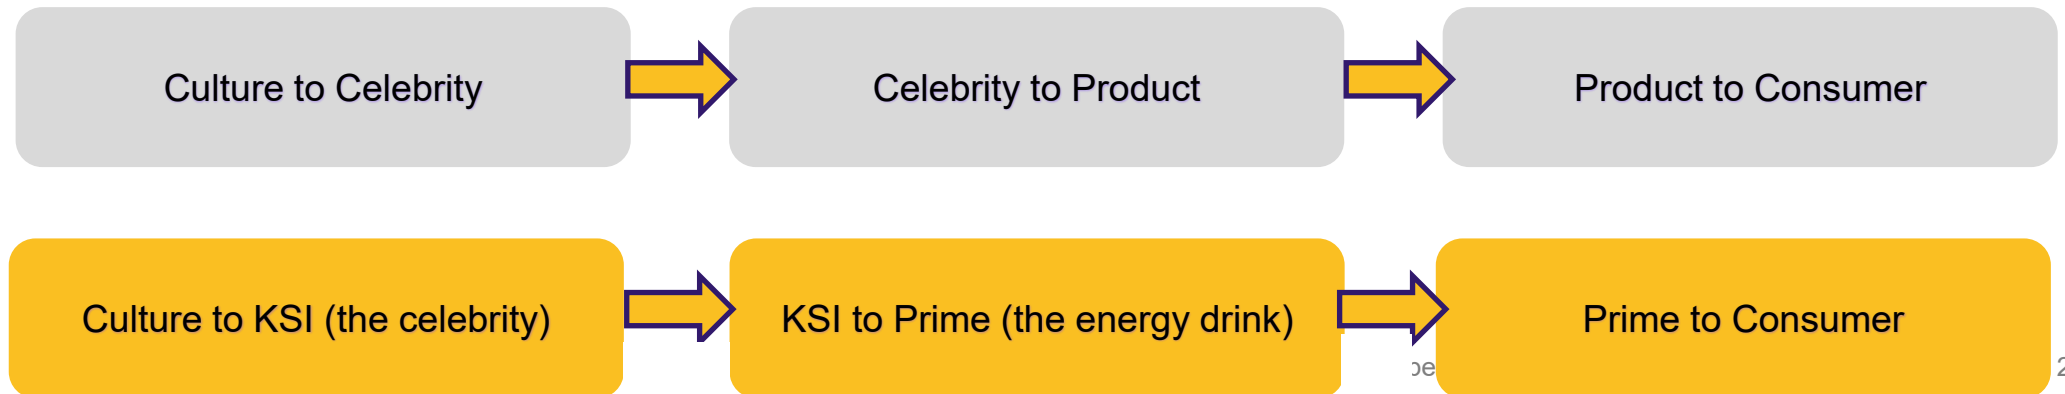 Culture to Celebrity
Celebrity to Product
Product to Consumer
Culture to KSI (the celebrity)
KSI to Prime (the energy drink)
Prime to Consumer